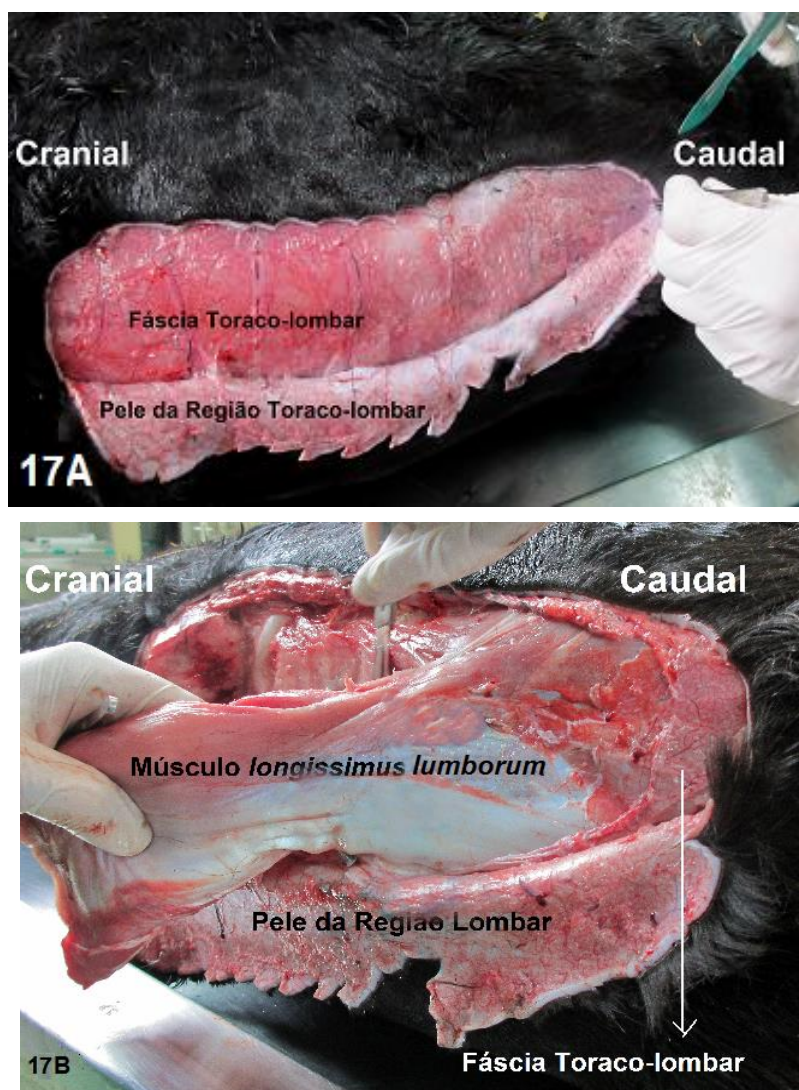 Cranial
Caudal
Fáscia Toraco-lombar
Pele da Região Toraco-lombar
17A
Cranial
Caudal
Músculo longissimus lumborum
Pele da Região Lombar
17B
Fáscia Toraco-lombar